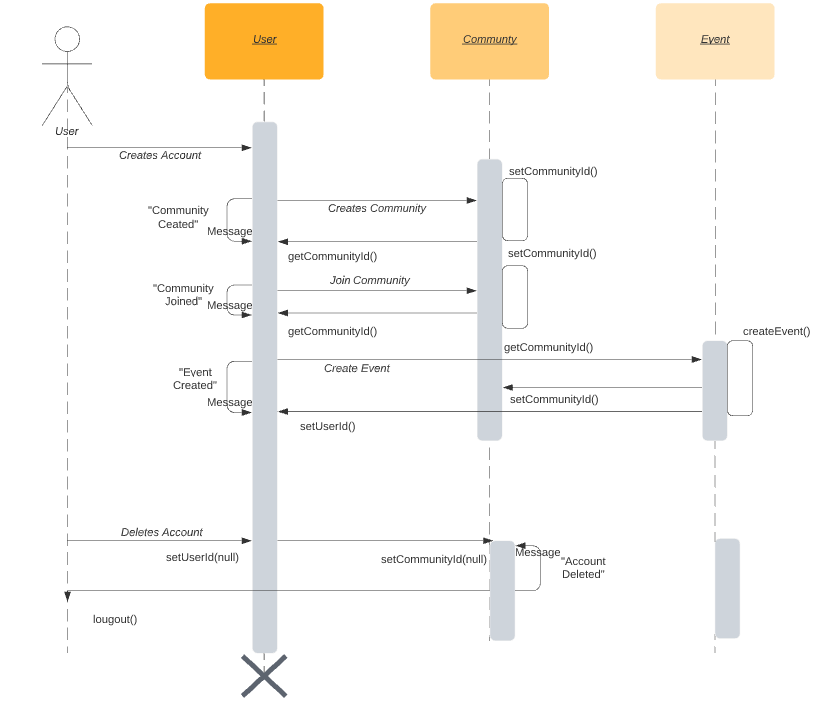 User
Communty
Event
User
Creates Account
setCommunityId()
"Community
Ceated"
Message
Creates Community
getCommunityId()
setCommunityId()
"Community
Joined"
Message
Join Community
getCommunityId()
createEvent()
getCommunityId()
"Event
Created"
Create Event
Message
setCommunityId()
setUserId()
Deletes Account
setUserId(null)
setCommunityId(null)
Message
"Account
Deleted"
lougout()